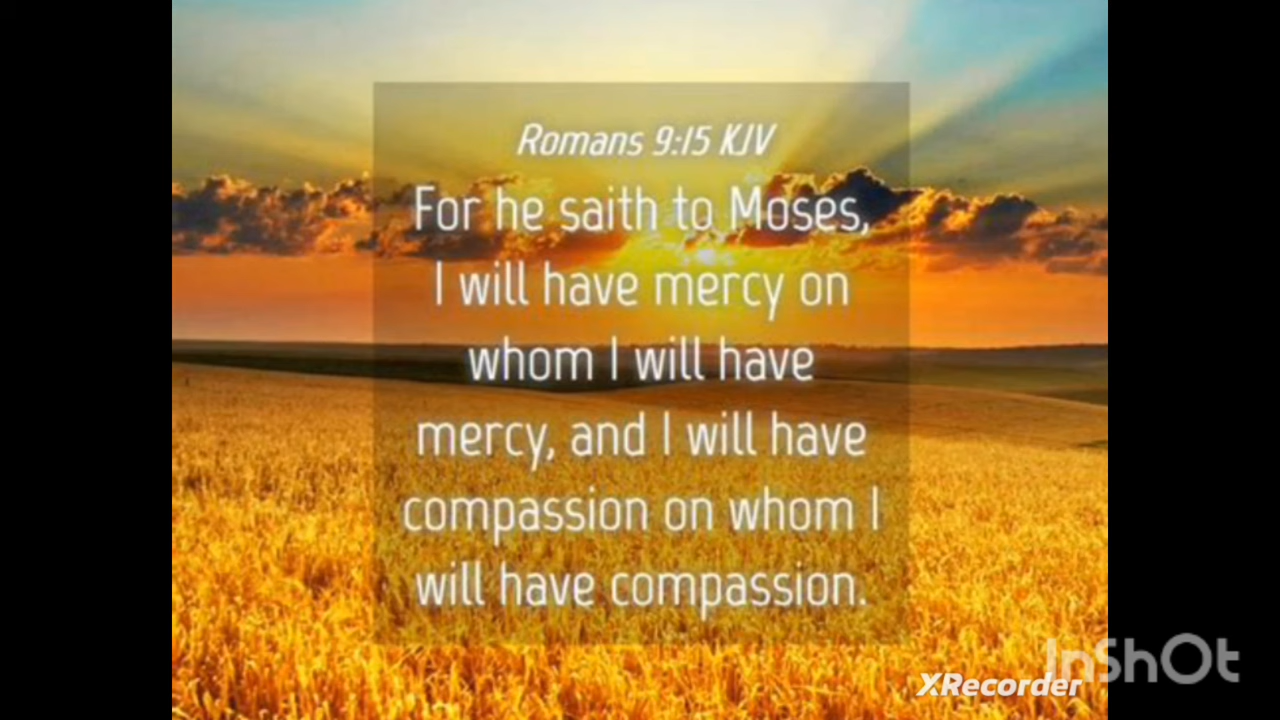 Romans 9:15 KJV
For he saith to Moses,
I will have mercy on
whom I will have
mercy, and I will have
compassion on whom I
will have compassion.
InShOt
XRecorder